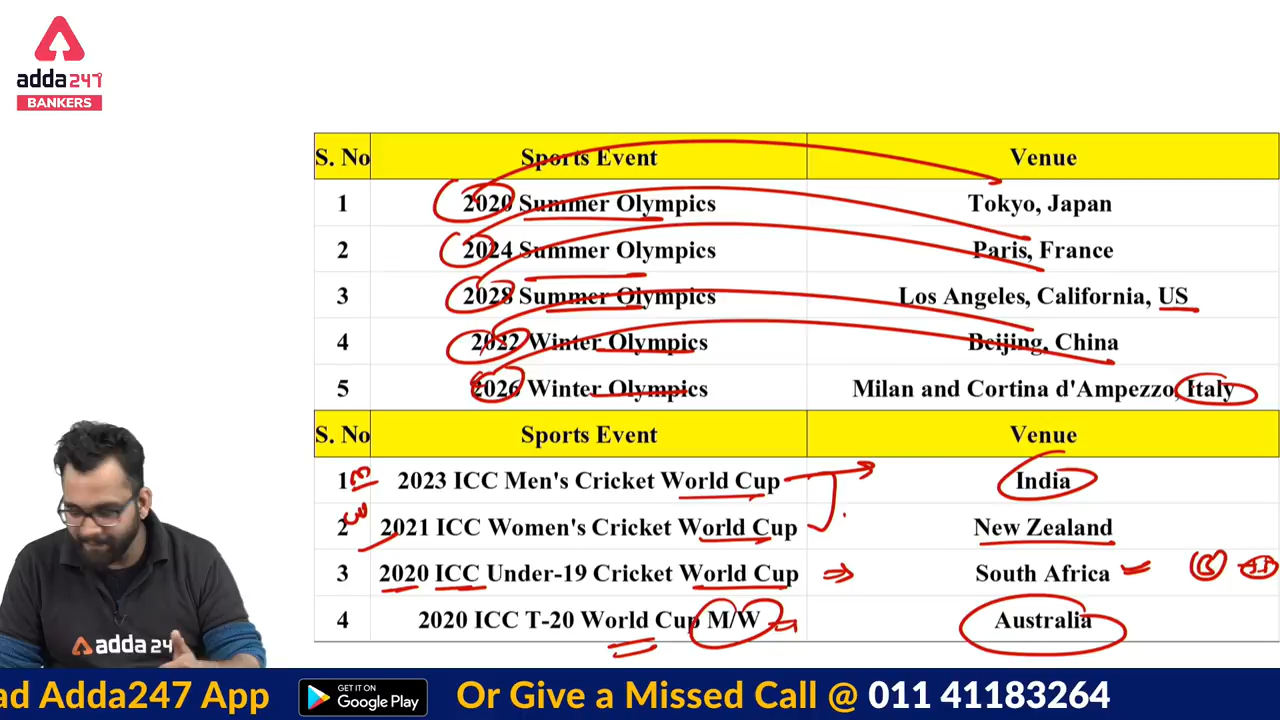 adda247
BANKERS
S. No Sports Event Venue
1 2020 Summer Olympics Tokyo, Japan
2 2024 Summer Olympics Paris, France
3 2028 Summer Olympics Los Angeles, California, US
4 2022 Winter Olympics Beijing, China
5 2026 Winter Olympics Milan and Cortina d'Ampezzo, Italy
S. No Sports Event Venue
1 M 2023 ICC Men's Cricket World Cup India
2 W 2021 ICC Women's Cricket World Cup New Zealand
3 2020 ICC Under-19 Cricket World Cup South Africa
4 2020 ICC T-20 World Cup M/W Australia
adda 24
ad Adda247 App GET IT ON Google Play Or Give a Missed Call @ 011 41183264